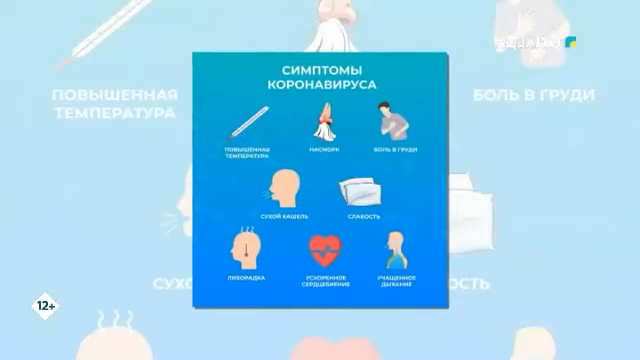 СИМПТОМЫ
КОРОНАВИРУСА
ПОВЫШЕННАЯ
ТЕМПЕРАТУРА
НАСМОРК
БОЛЬ В ГРУДИ
СУХОЙ КАШЕЛЬ
СЛАБОСТЬ
ЛИХОРАДКА
УСКОРЕННОЕ
СЕРДЦЕБИЕНИЕ
УЧАЩЕННОЕ
ДЫХАНИЕ
ПОВЫШЕННАЯ
ТЕМПЕРАТУРА
БОЛЬ В ГРУДИ
12+